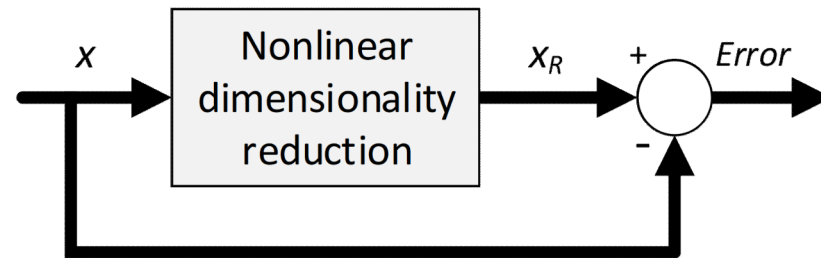 x
Nonlinear
dimensionality
reduction
x_R
+
-
Error